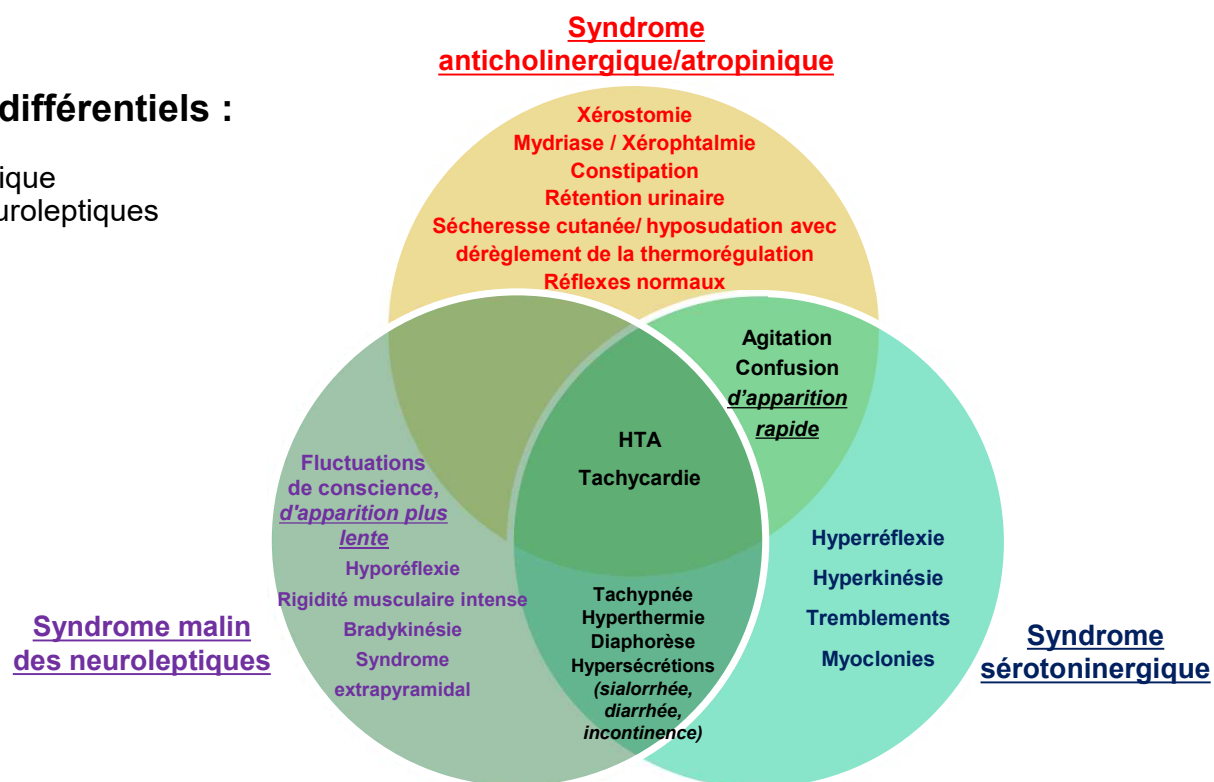 Syndrome
anticholinergique/atropinique
différentiels :
ique
uroleptiques
Xérostomie
Mydriase / Xérophtalmie
Constipation
Rétention urinaire
Sécheresse cutanée/ hyposudation avec
dérèglement de la thermorégulation
Réflexes normaux
Agitation
Confusion
d'apparition
rapide
HTA
Tachycardie
Fluctuations
de conscience,
d'apparition plus
lente
Hyporéflexie
Rigidité musculaire intense
Bradykinésie
Syndrome
extrapyramidal
Syndrome malin
des neuroleptiques
Tachypnée
Hyperthermie
Diaphorèse
Hypersécrétions
(sialorrhée,
diarrhée,
incontinence)
Hyperréflexie
Hyperkinésie
Tremblements
Myoclonies
Syndrome
sérotoninergique